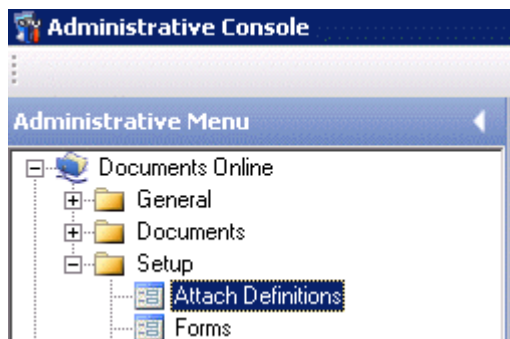 Administrative Console
Administrative Menu
Documents Online
General
Documents
Setup
Attach Definitions
Forms